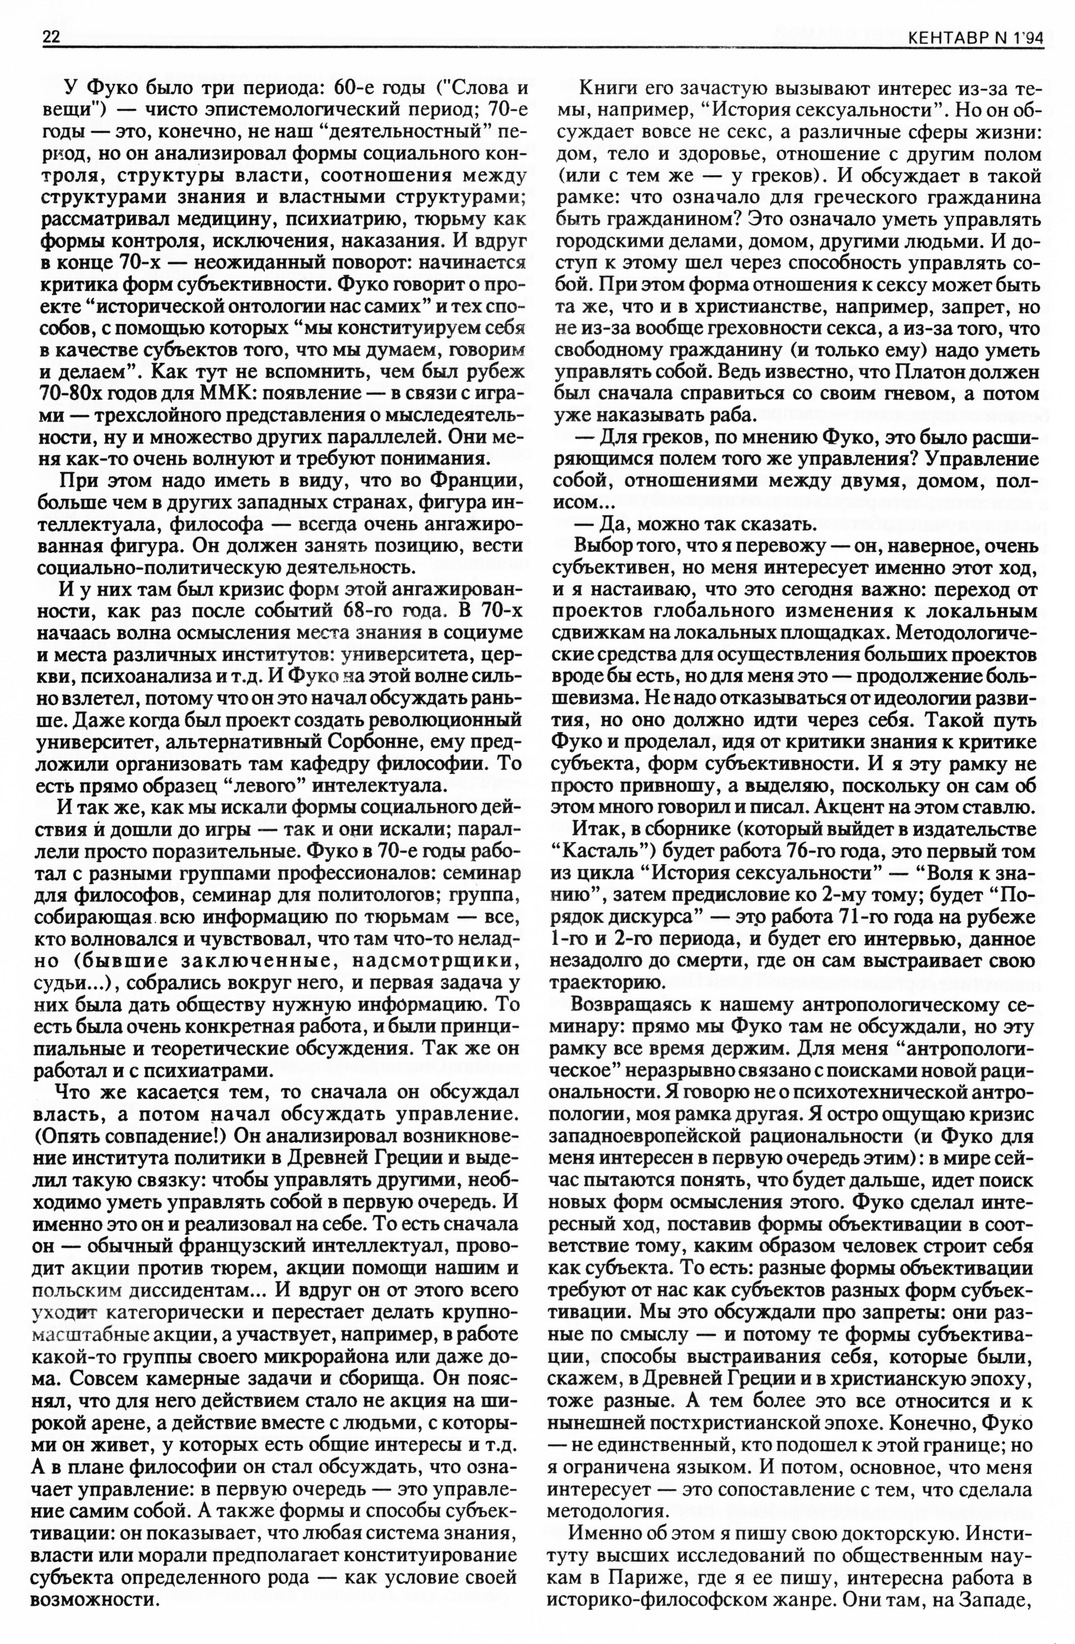 22
КЕНТАВР N 1'94
У Фуко было три периода: 60-е годы ("Слова и
вещи") — чисто эпистемологический период; 70-е
годы — это, конечно, не наш “деятельностный” пе-
риод, но он анализировал формы социального кон-
троля, структуры власти, соотношения между
структурами знания и властными структурами;
рассматривал медицину, психиатрию, тюрьму как
формы контроля, исключения, наказания. И вдруг
в конце 70-х — неожиданный поворот: начинается
критика форм субъективности. Фуко говорит о про-
екте “исторической онтологии нас самих” и тех спо-
собов, с помощью которых “мы конституируем себя
в качестве субъектов того, что мы думаем, говорим
и делаем”. Как тут не вспомнить, чем был рубеж
70-80х годов для ММК: появление — в связи с игра-
ми — трехслойного представления о мыследеятель-
ности, ну и множество других параллелей. Они ме-
ня как-то очень волнуют и требуют понимания.
При этом надо иметь в виду, что во Франции,
больше чем в других западных странах, фигура ин-
теллектуала, философа — всегда очень ангажиро-
ванная фигура. Он должен занять позицию, вести
социально-политическую деятельность.
И у них там был кризис форм этой ангажирован-
ности, как раз после событий 68-го года. В 70-х
начаась волна осмысления места знания в социуме
и места различных институтов: университета, цер-
кви, психоанализа и т.д. И Фуко на этой волне силь-
но взлетел, потому что он это начал обсуждать рань-
ше. Даже когда был проект создать революционный
университет, альтернативный Сорбонне, ему пред-
ложили организовать там кафедру философии. То
есть прямо образец “левого” интелектуала.
И так же, как мы искали формы социального дей-
ствия и дошли до игры — так и они искали; парал-
лели просто поразительные. Фуко в 70-е годы рабо-
тал с разными группами профессионалов: семинар
для философов, семинар для политологов; группа,
собирающая всю информацию по тюрьмам — все,
кто волновался и чувствовал, что там что-то нелад-
но (бывшие заключенные, надсмотрщики,
судьи...), собрались вокруг него, и первая задача у
них была дать обществу нужную информацию. То
есть была очень конкретная работа, и были принци-
пиальные и теоретические обсуждения. Так же он
работал и с психиатрами.
Что же касается тем, то сначала он обсуждал
власть, а потом начал обсуждать управление.
(Опять совпадение!) Он анализировал возникнове-
ние института политики в Древней Греции и выде-
лил такую связку: чтобы управлять другими, необ-
ходимо уметь управлять собой в первую очередь. И
именно это он и реализовал на себе. То есть сначала
он — обычный французский интеллектуал, прово-
дит акции против тюрем, акции помощи нашим и
польским диссидентам... И вдруг он от этого всего
уходит категорически и перестает делать крупно-
масштабные акции, а участвует, например, в работе
какой-то группы своего микрорайона или даже до-
ма. Совсем камерные задачи и сборища. Он пояс-
нял, что для него действием стало не акция на ши-
рокой арене, а действие вместе с людьми, с которы-
ми он живет, у которых есть общие интересы и т.д.
А в плане философии он стал обсуждать, что озна-
чает управление: в первую очередь — это управле-
ние самим собой. А также формы и способы субъек-
тивации: он показывает, что любая система знания,
власти или морали предполагает конституирование
субъекта определенного рода — как условие своей
возможности.
Книги его зачастую вызывают интерес из-за те-
мы, например, “История сексуальности”. Но он об-
суждает вовсе не секс, а различные сферы жизни:
дом, тело и здоровье, отношение с другим полом
(или с тем же — у греков). И обсуждает в такой
рамке: что означало для греческого гражданина
быть гражданином? Это означало уметь управлять
городскими делами, домом, другими людьми. И до-
ступ к этому шел через способность управлять со-
бой. При этом форма отношения к сексу может быть
та же, что и в христианстве, например, запрет, но
не из-за вообще греховности секса, а из-за того, что
свободному гражданину (и только ему) надо уметь
управлять собой. Ведь известно, что Платон должен
был сначала справиться со своим гневом, а потом
уже наказывать раба.
— Для греков, по мнению Фуко, это было расши-
ряющимся полем того же управления? Управление
собой, отношениями между двумя, домом, пол-
исом...
— Да, можно так сказать.
Выбор того, что я перевожу — он, наверное, очень
субъективен, но меня интересует именно этот ход,
и я настаиваю, что это сегодня важно: переход от
проектов глобального изменения к локальным
сдвижкам на локальных площадках. Методологиче-
ские средства для осуществления больших проектов
вроде бы есть, но для меня это — продолжение боль-
шевизма. Не надо отказываться от идеологии разви-
тия, но оно должно идти через себя. Такой путь
Фуко и проделал, идя от критики знания к критике
субъекта, форм субъективности. И я эту рамку не
просто привношу, а выделяю, поскольку он сам об
этом много говорил и писал. Акцент на этом ставлю.
Итак, в сборнике (который выйдет в издательстве
“Касталь”) будет работа 76-го года, это первый том
из цикла “История сексуальности” — “Воля к зна-
нию”, затем предисловие ко 2-му тому; будет “По-
рядок дискурса” — это работа 71-го года на рубеже
1-го и 2-го периода, и будет его интервью, данное
незадолго до смерти, где он сам выстраивает свою
траекторию.
Возвращаясь к нашему антропологическому се-
минару: прямо мы Фуко там не обсуждали, но эту
рамку все время держим. Для меня “антропологи-
ческое” неразрывно связано с поисками новой раци-
ональности. Я говорю не о психотехнической антро-
пологии, моя рамка другая. Я остро ощущаю кризис
западноевропейской рациональности (и Фуко для
меня интересен в первую очередь этим): в мире сей-
час пытаются понять, что будет дальше, идет поиск
новых форм осмысления этого. Фуко сделал инте-
ресный ход, поставив формы объективации в соот-
ветствие тому, каким образом человек строит себя
как субъекта. То есть: разные формы объективации
требуют от нас как субъектов разных форм субъек-
тивации. Мы это обсуждали про запреты: они раз-
ные по смыслу — и потому те формы субъектива-
ции, способы выстраивания себя, которые были,
скажем, в Древней Греции и в христианскую эпоху,
тоже разные. А тем более это все относится и к
нынешней постхристианской эпохе. Конечно, Фуко
— не единственный, кто подошел к этой границе; но
я ограничена языком. И потом, основное, что меня
интересует — это сопоставление с тем, что сделала
методология.
Именно об этом я пишу свою докторскую. Инсти-
туту высших исследований по общественным нау-
кам в Париже, где я ее пишу, интересна работа в
историко-философском жанре. Они там, на Западе,